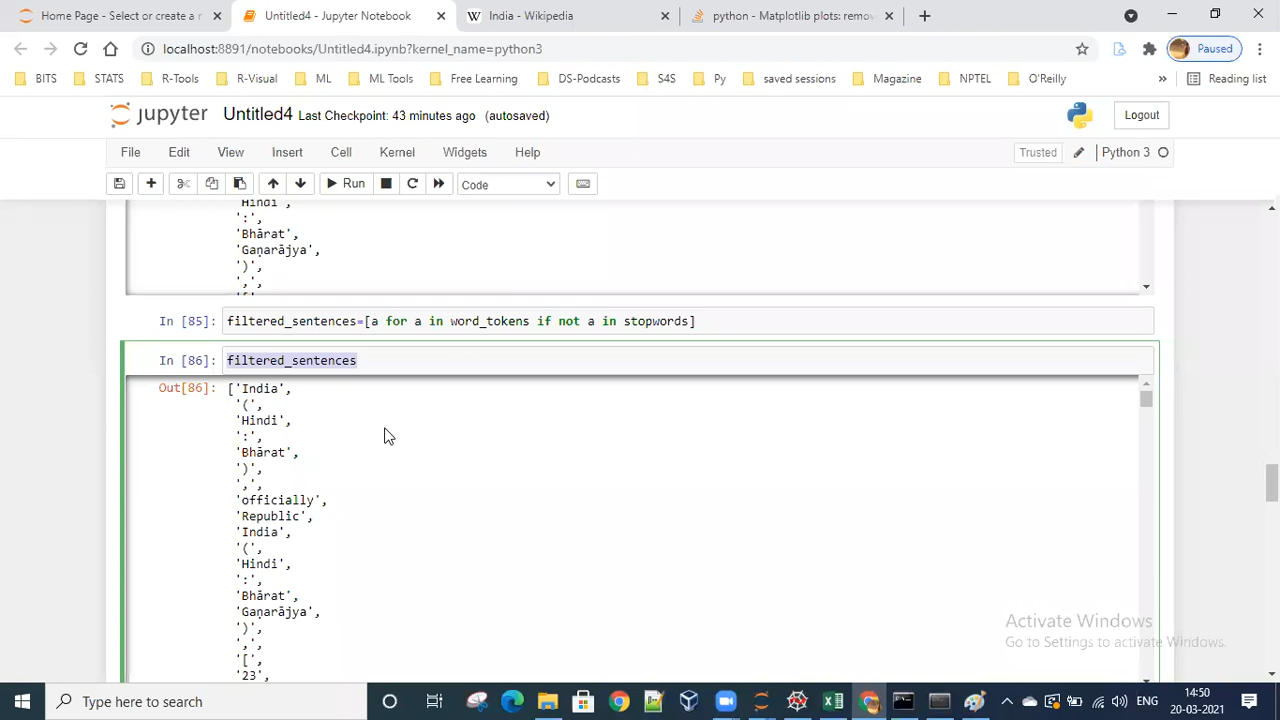 Home Page - Select or create a r
Untitled4 - Jupyter Notebook
India - Wikipedia
python - Matplotlib plots: remov
localhost:8891/notebooks/Untitled4.ipynb?kernel_name=python3
Paused
BITS
STATS
R-Tools
R-Visual
ML
ML Tools
Free Learning
DS-Podcasts
S4S
Py
saved sessions
Magazine
NPTEL
O'Reilly
»
Reading list
jupyter Untitled4 Last Checkpoint: 43 minutes ago (autosaved)
Logout
File Edit View Insert Cell Kernel Widgets Help
Trusted
Python 3
Run
Code
'Hindi',
':',
'Bhārat',
'Gaṇarājya',
')',
',',
In [85]: filtered_sentences=[a for a in word_tokens if not a in stopwords]
In [86]: filtered_sentences
Out[86]: ['India',
'(',
'Hindi',
':',
'Bhārat',
')',
',',
'officially',
'Republic',
'India',
'(',
'Hindi',
':',
'Bhārat',
'Gaṇarājya',
')',
',',
'[',
'23',
Activate Windows
Go to Settings to activate Windows.
Type here to search
ENG
14:50
20-03-2021